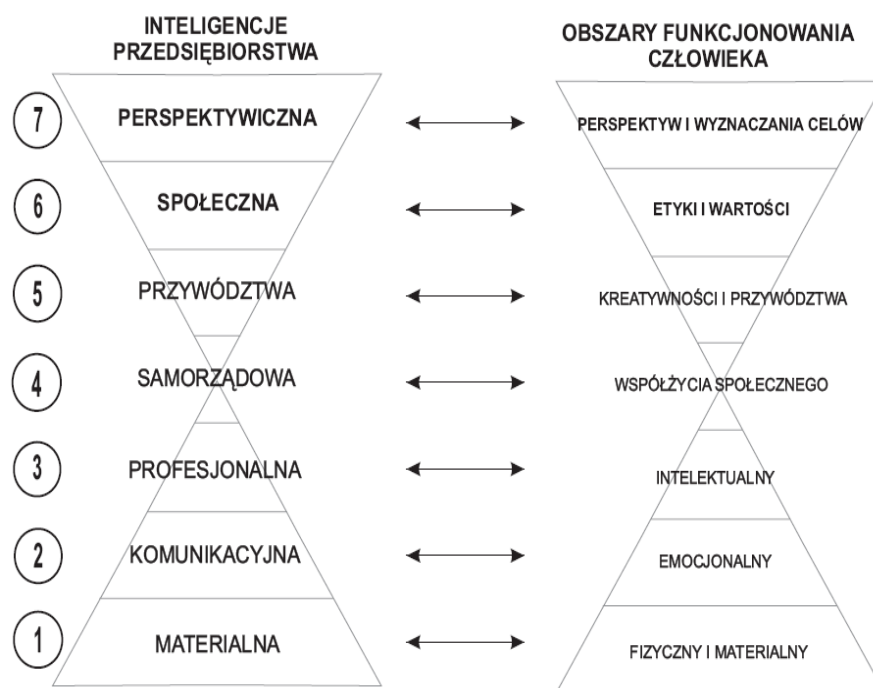 INTELIGENCJE
PRZEDSIĘBIORSTWA
OBSZARY FUNKCJONOWANIA
CZŁOWIEKA
7
PERSPEKTYWICZNA
PERSPEKTYW I WYZNACZANIA CELÓW
6
SPOŁECZNA
ETYKI I WARTOŚCI
5
PRZYWÓDZTWA
KREATYWNOŚCI I PRZYWÓDZTWA
4
SAMORZĄDOWA
WSPÓŁŻYCIA SPOŁECZNEGO
3
PROFESJONALNA
INTELEKTUALNY
2
KOMUNIKACYJNA
EMOCJONALNY
1
MATERIALNA
FIZYCZNY I MATERIALNY